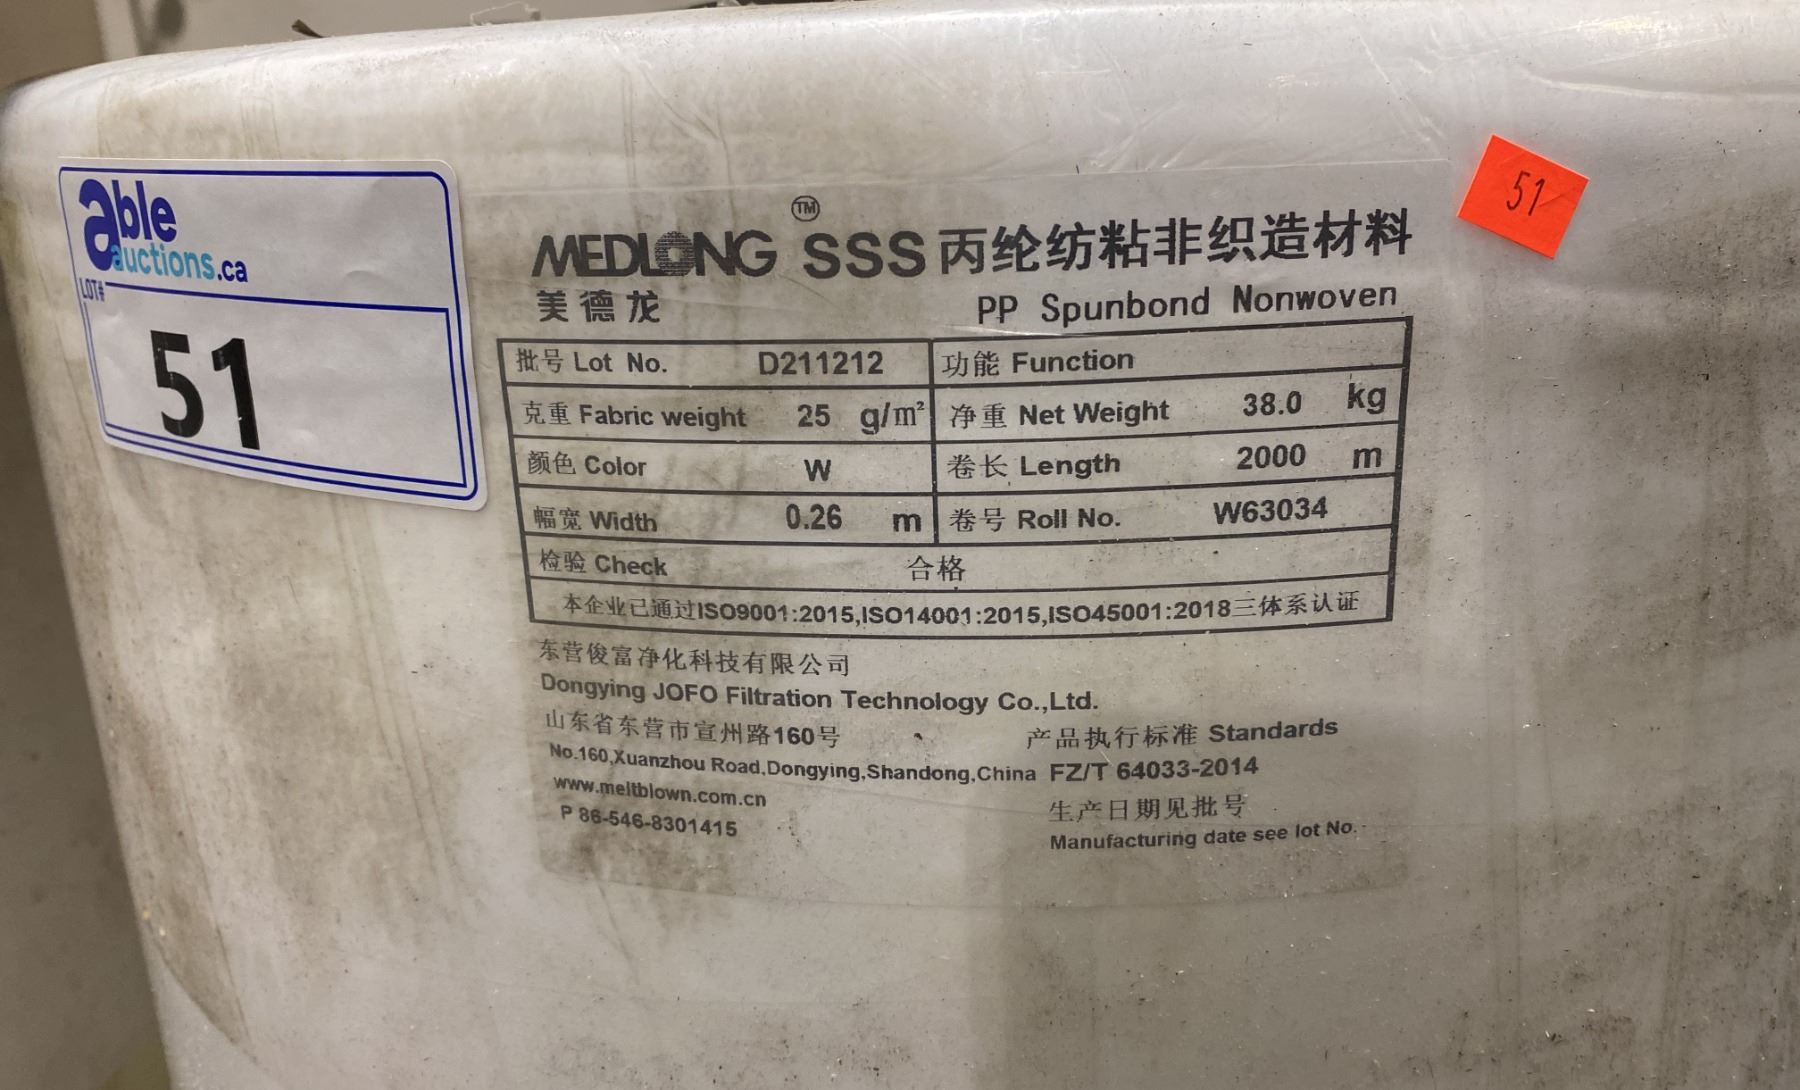 able
auctions.ca
LOT#
51
51
MEDLONG TM SSS 丙纶纺粘非织造材料
美德龙
PP Spunbond Nonwoven
批号 Lot No. D211212 功能 Function
克重 Fabric weight 25 g/m² 净重 Net Weight 38.0 kg
颜色 Color W 卷长 Length 2000 m
幅宽 Width 0.26 m 卷号 Roll No. W63034
检验 Check 合格
本企业已通过ISO9001:2015,ISO14001:2015,ISO45001:2018三体系认证
东营俊富净化科技有限公司
Dongying JOFO Filtration Technology Co.,Ltd.
山东省东营市宣州路160号
No.160,Xuanzhou Road,Dongying,Shandong,China
www.meltblown.com.cn
P 86-546-8301415
产品执行标准 Standards
FZ/T 64033-2014
生产日期见批号
Manufacturing date see lot No.